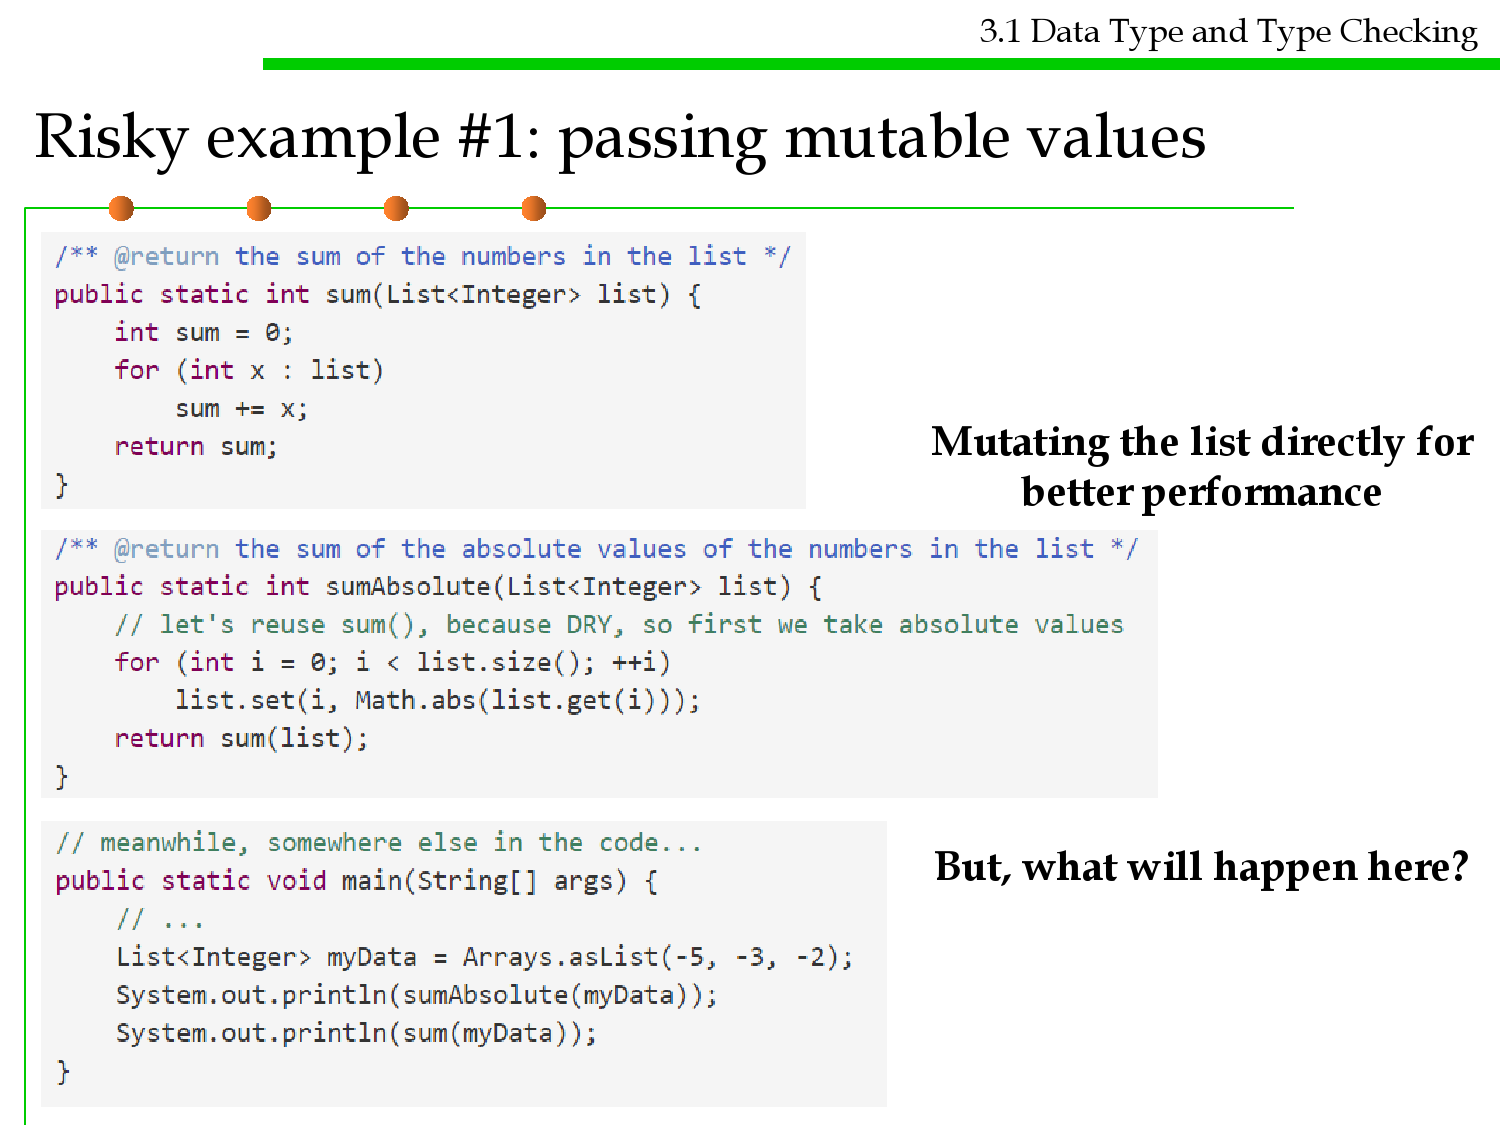 3.1 Data Type and Type Checking
Risky example #1: passing mutable values
/** @return the sum of the numbers in the list */
public static int sum(List<Integer> list) {
    int sum = 0;
    for (int x : list)
        sum += x;
    return sum;
}
Mutating the list directly for
better performance
/** @return the sum of the absolute values of the numbers in the list */
public static int sumAbsolute(List<Integer> list) {
    // let's reuse sum(), because DRY, so first we take absolute values
    for (int i = 0; i < list.size(); ++i)
        list.set(i, Math.abs(list.get(i)));
    return sum(list);
}
// meanwhile, somewhere else in the code...
public static void main(String[] args) {
    // ...
    List<Integer> myData = Arrays.asList(-5, -3, -2);
    System.out.println(sumAbsolute(myData));
    System.out.println(sum(myData));
}
But, what will happen here?